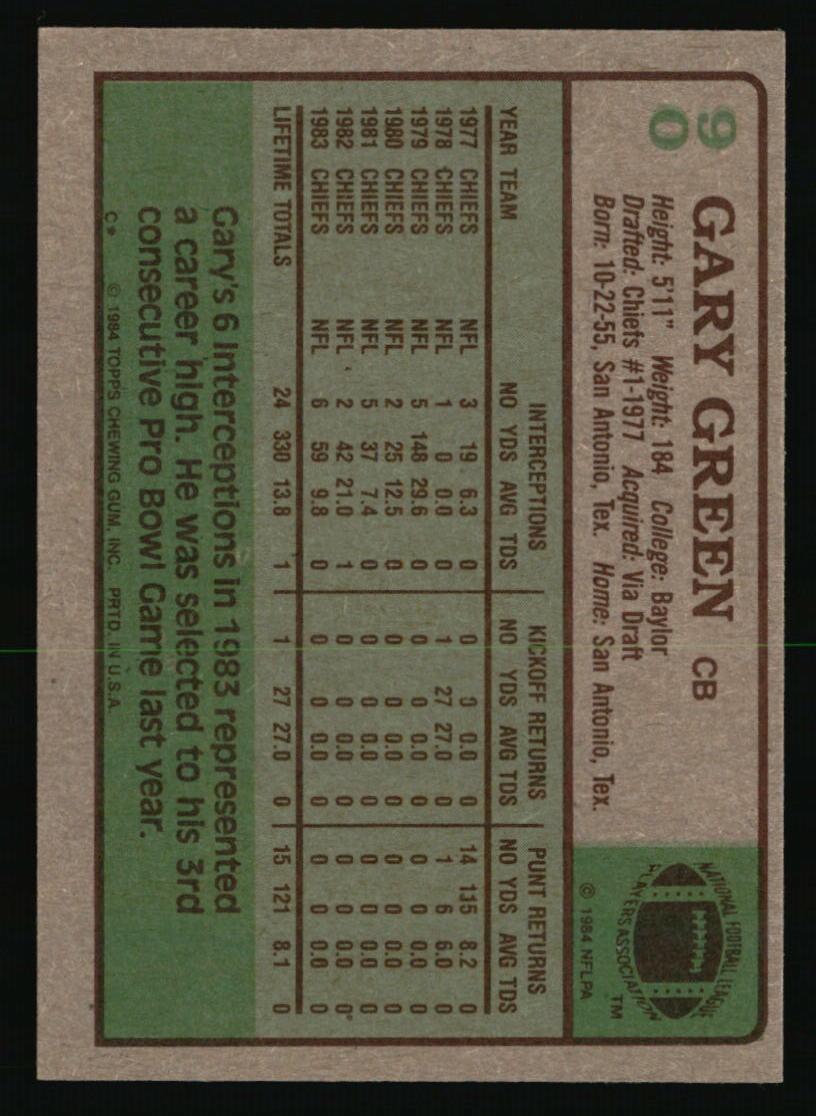 90
GARY GREEN CB
Height: 5'11" Weight: 184 College: Baylor
Drafted: Chiefs #1-1977 Acquired: Via Draft
Born: 10-22-55, San Antonio, Tex. Home: San Antonio, Tex.
NATIONAL FOOTBALL LEAGUE
PLAYERS ASSOCIATION TM
© 1984 NFLPA
INTERCEPTIONS KICKOFF RETURNS PUNT RETURNS
YEAR TEAM NO YDS AVG TDS NO YDS AVG TDS NO YDS AVG TDS
1977 CHIEFS NFL 3 19 6.3 0 0 0 0.0 0 14 115 8.2 0
1978 CHIEFS NFL 1 0 0.0 0 1 27 27.0 0 1 6 6.0 0
1979 CHIEFS NFL 5 148 29.6 0 0 0 0.0 0 0 0 0.0 0
1980 CHIEFS NFL 2 25 12.5 0 0 0 0.0 0 0 0 0.0 0
1981 CHIEFS NFL 5 37 7.4 0 0 0 0.0 0 0 0 0.0 0
1982 CHIEFS NFL 2 42 21.0 1 0 0 0.0 0 0 0 0.0 0
1983 CHIEFS NFL 6 59 9.8 0 0 0 0.0 0 0 0 0.0 0
LIFETIME TOTALS 24 330 13.8 1 1 27 27.0 0 15 121 8.1 0
Gary's 6 Interceptions in 1983 represented
a career high. He was selected to his 3rd
consecutive Pro Bowl Game last year.
C* © 1984 TOPPS CHEWING GUM, INC. PRTD. IN U.S.A.